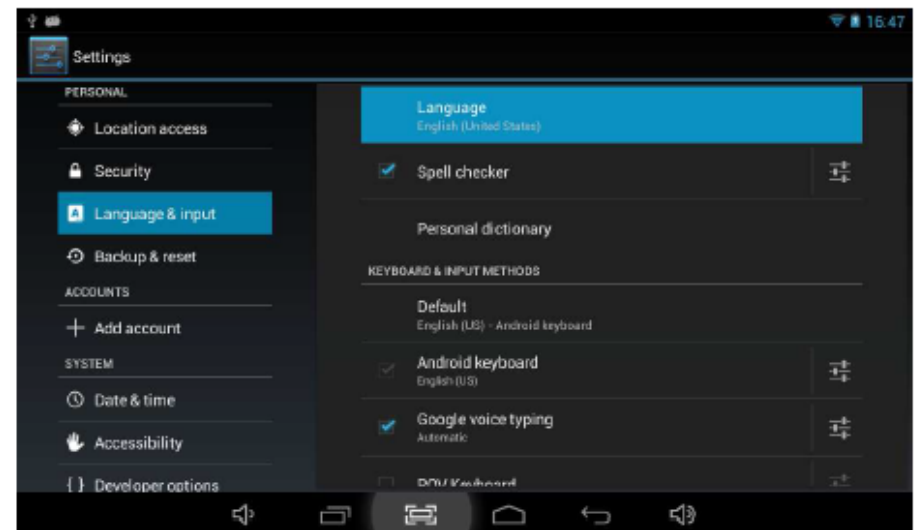 16:47
Settings
PERSONAL
Location access
Security
Language & input
Backup & reset
ACCOUNTS
Add account
SYSTEM
Date & time
Accessibility
{ } Developer options
Language
English (United States)
Spell checker
Personal dictionary
KEYBOARD & INPUT METHODS
Default
English (US) - Android keyboard
Android keyboard
English (US)
Google voice typing
Automatic
Keyboard